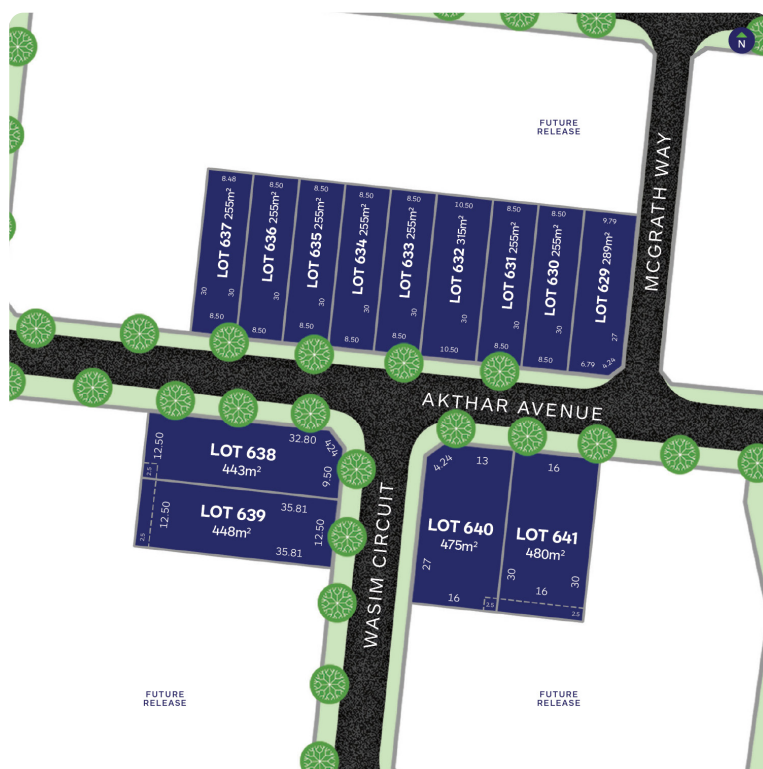 N
FUTURE
RELEASE
MCGRATH WAY
8.48
8.50
8.50
8.50
8.50
10.50
8.50
8.50
9.79
LOT 637 255m²
LOT 636 255m²
LOT 635 255m²
LOT 634 255m²
LOT 633 255m²
LOT 632 315m²
LOT 631 255m²
LOT 630 255m²
LOT 629 289m²
30
30
30
30
30
30
30
30
30
27
8.50
8.50
8.50
8.50
8.50
10.50
8.50
8.50
6.79
4.24
AKTHAR AVENUE
12.50
32.80
4.24
LOT 638
443m²
9.50
2.5
12.50
35.81
LOT 639
448m²
12.50
2.5
35.81
WASIM CIRCUIT
4.24
13
16
LOT 640
475m²
LOT 641
480m²
27
30
30
16
16
2.5
2.5
FUTURE
RELEASE
FUTURE
RELEASE